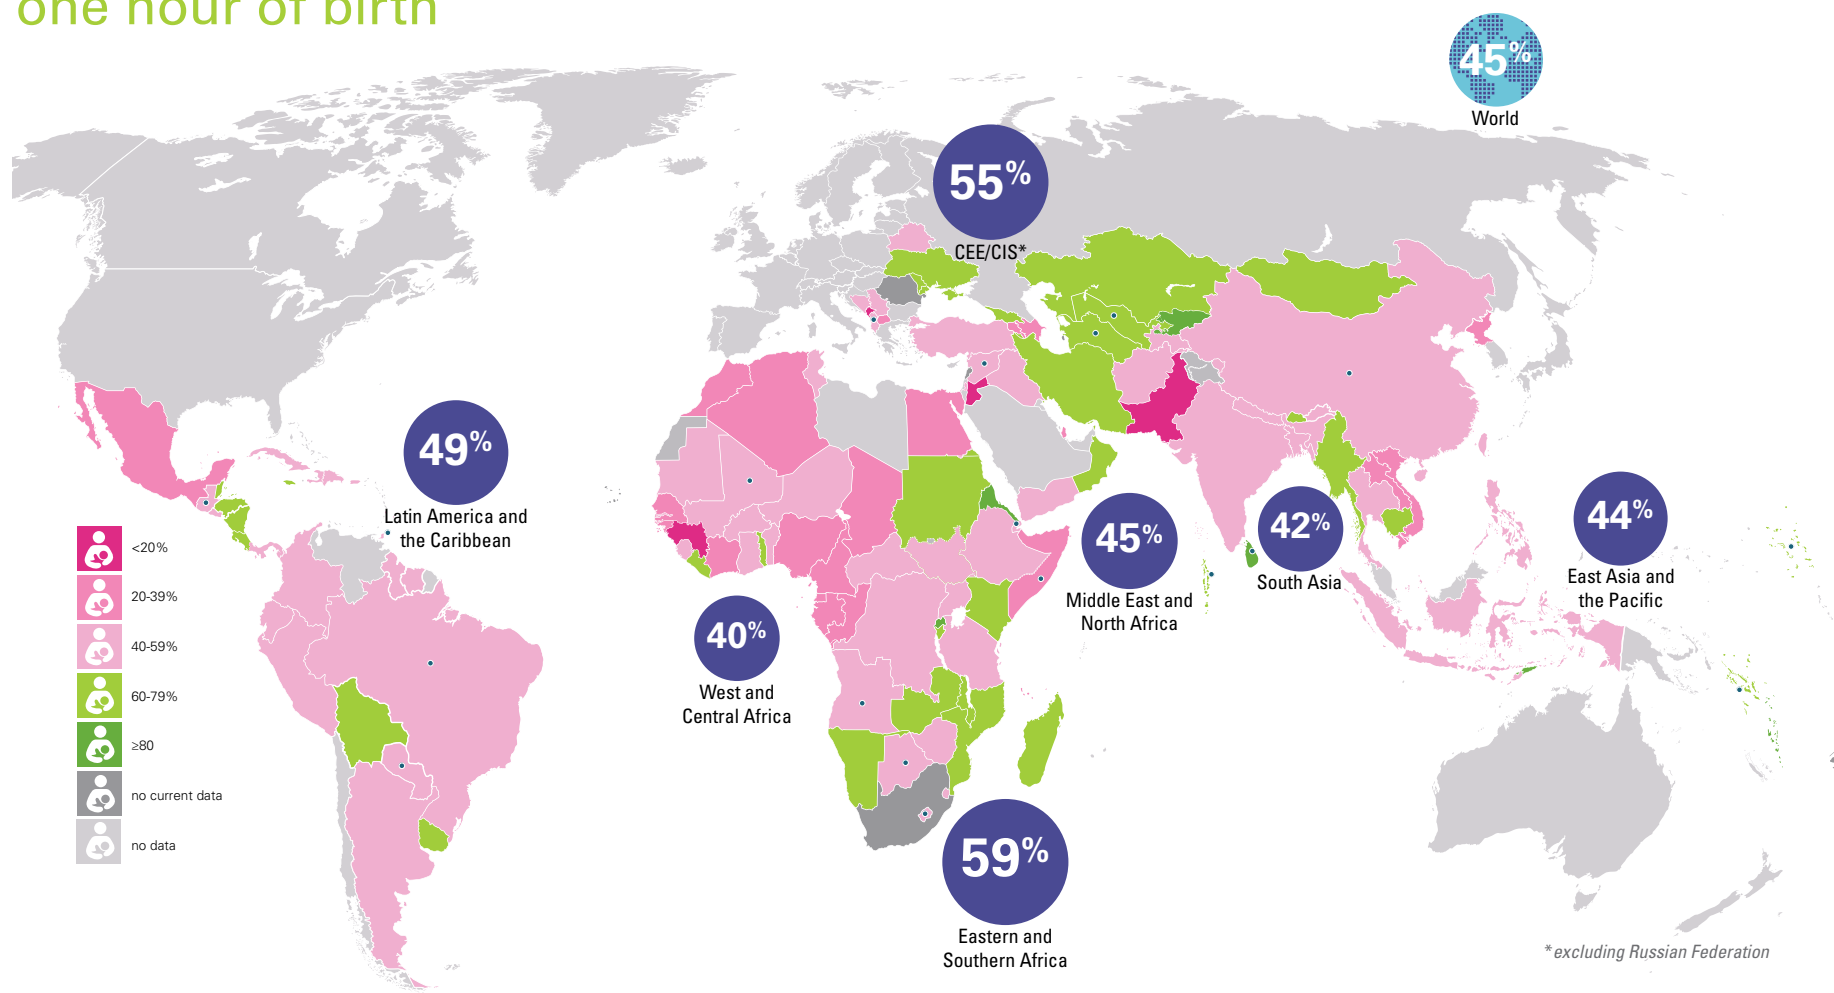 one hour of birth
45%
World
55%
CEE/CIS*
49%
Latin America and
the Caribbean
<20%
20-39%
40-59%
60-79%
≥80
no current data
no data
40%
West and
Central Africa
45%
Middle East and
North Africa
42%
South Asia
44%
East Asia and
the Pacific
59%
Eastern and
Southern Africa
*excluding Russian Federation